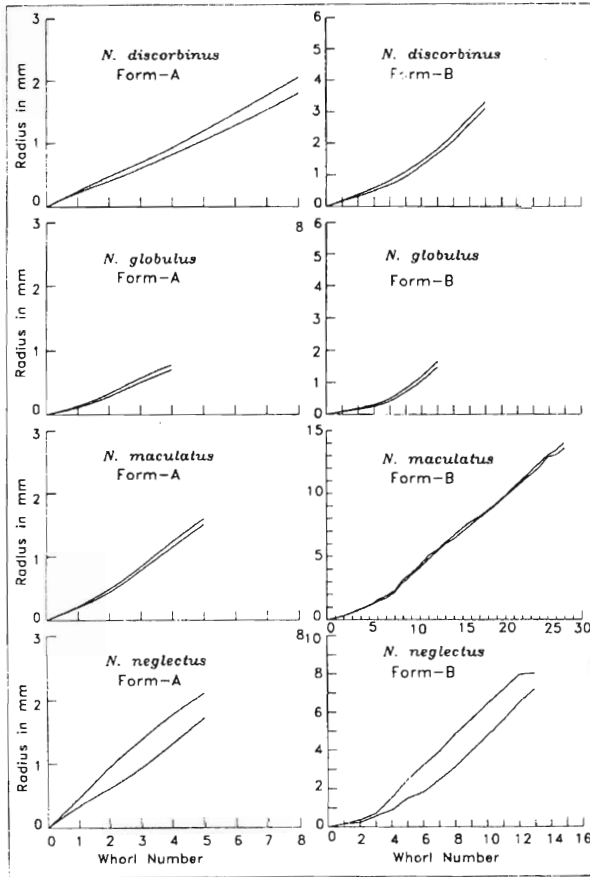 3
2
1
0
Radius in mm
N. discorbinus
Form-A
6
5
4
3
2
1
0
N. discorbinus
Form-B
8
3
2
1
0
N. globulus
Form-A
6
5
4
3
2
1
0
N. globulus
Form-B
3
2
1
0
Radius in mm
N. maculatus
Form-A
8
15
10
5
0
N. maculatus
Form-B
0 5 10 15 20 25 30
3
2
1
0
Radius in mm
N. neglectus
Form-A
0 1 2 3 4 5 6 7 8
Whorl Number
10
8
6
4
2
0
N. neglectus
Form-B
0 2 4 6 8 10 12 14 16
Whorl Number